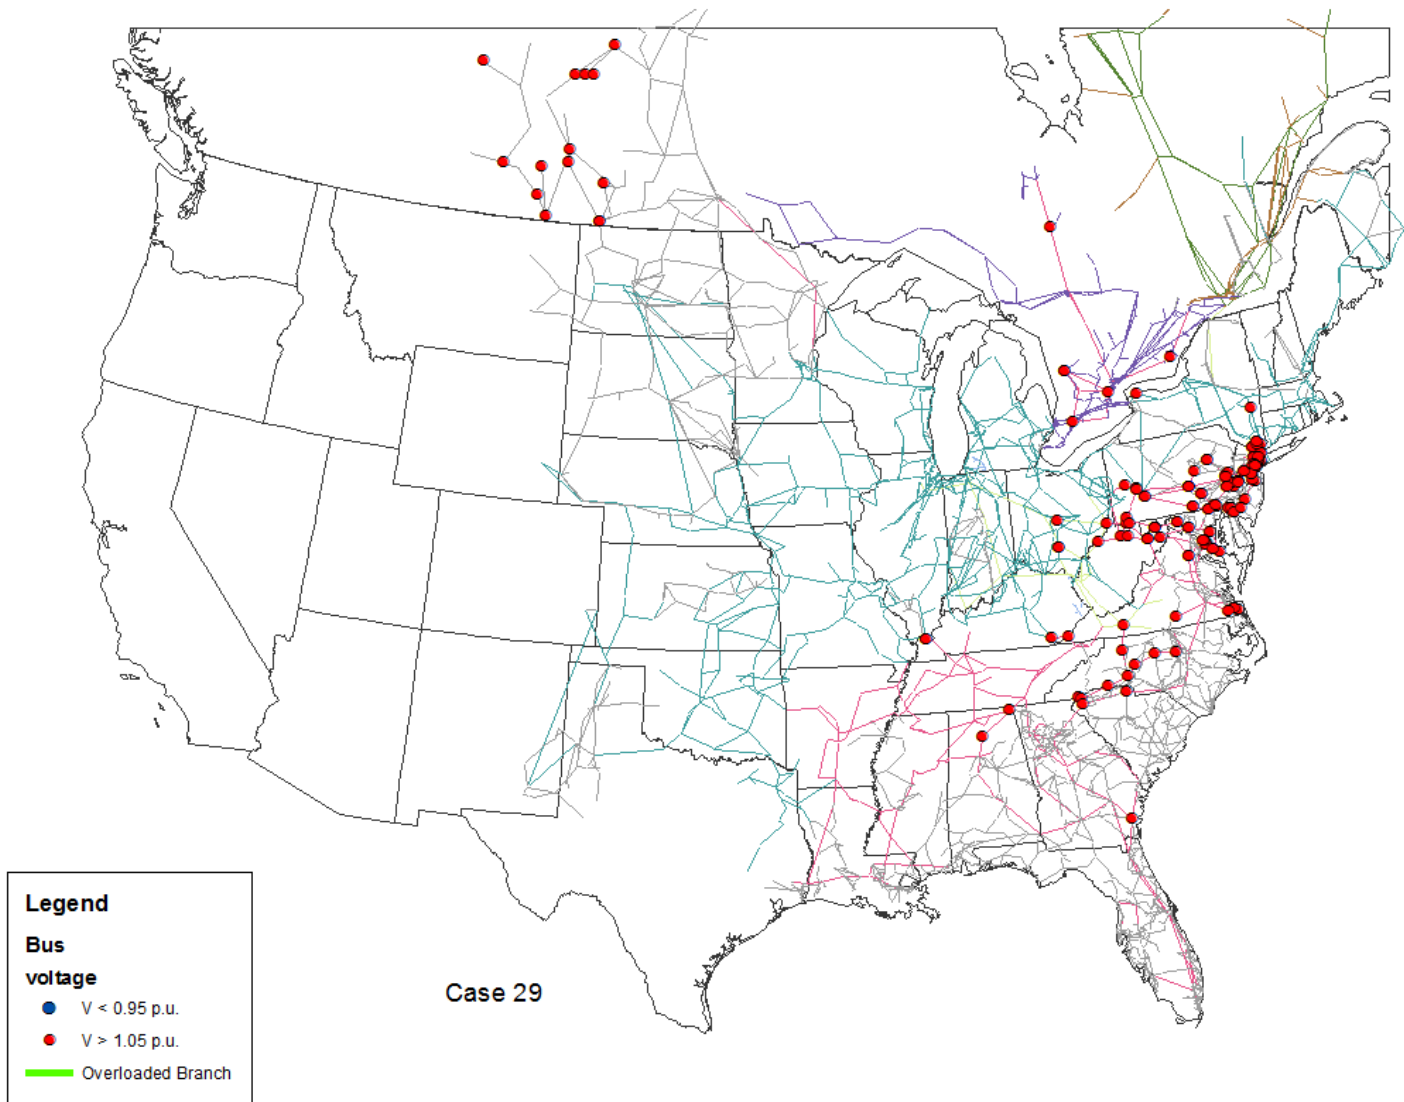 Legend
Bus
voltage
V < 0.95 p.u.
V > 1.05 p.u.
Overloaded Branch
Case 29